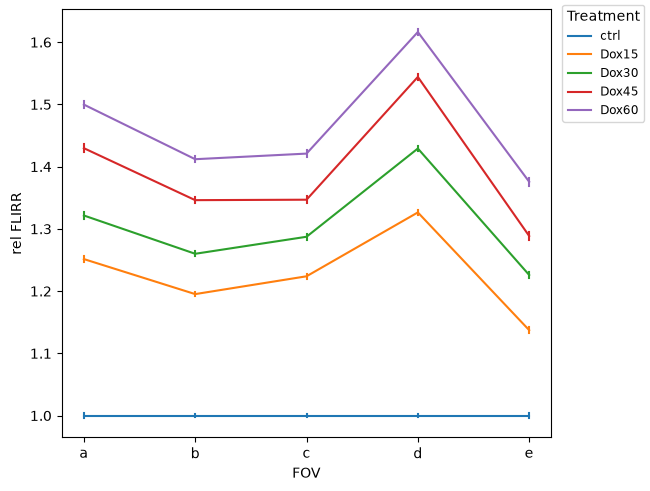 Treatment
ctrl
Dox15
Dox30
Dox45
Dox60
rel FLIRR
1.6
1.5
1.4
1.3
1.2
1.1
1.0
a b c d e
FOV